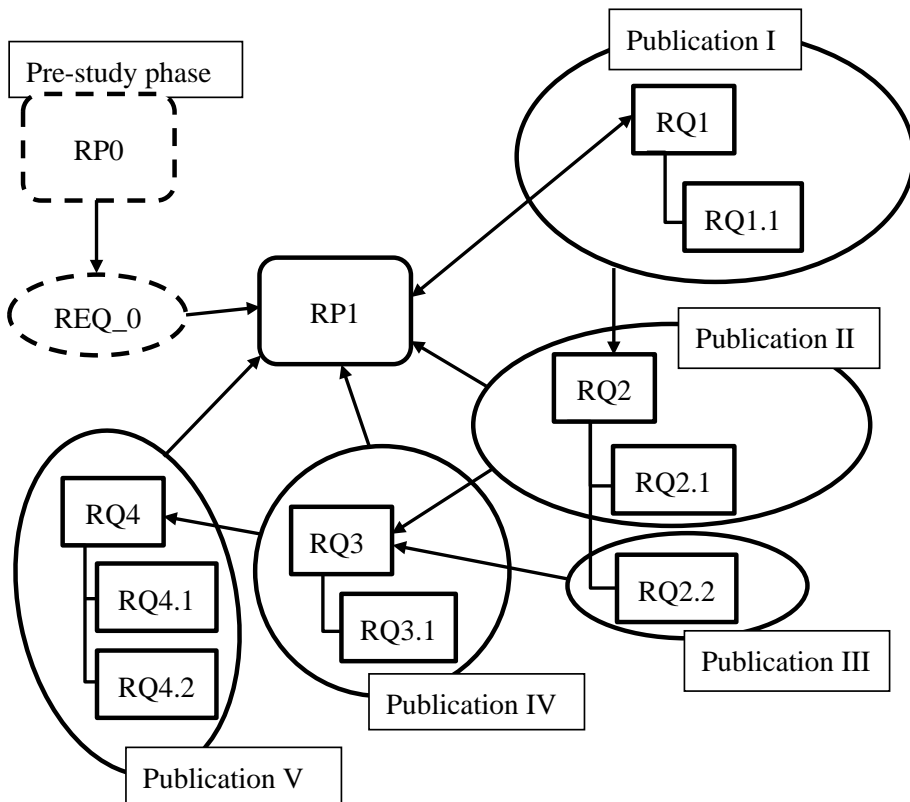 Publication I
Pre-study phase
RQ1
RP0
RQ1.1
REQ_0
RP1
Publication II
RQ2
RQ2.1
RQ4
RQ3
RQ2.2
RQ4.1
RQ3.1
Publication III
RQ4.2
Publication IV
Publication V